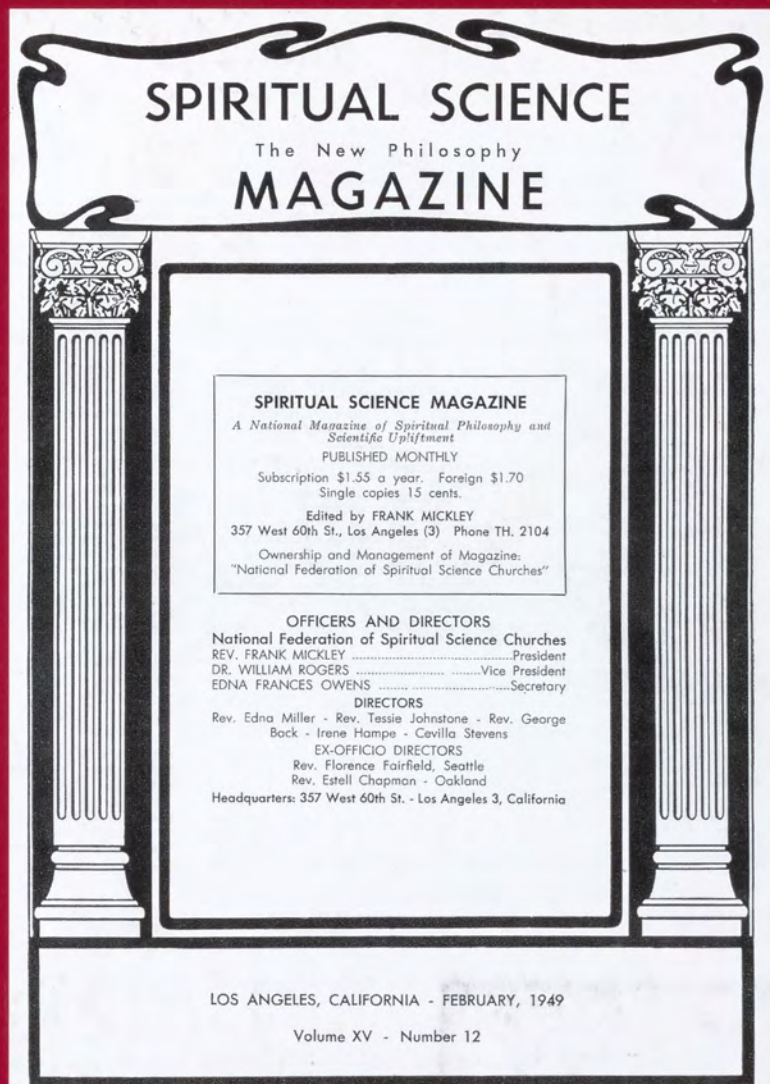 SPIRITUAL SCIENCE
The New Philosophy
MAGAZINE
SPIRITUAL SCIENCE MAGAZINE
A National Magazine of Spiritual Philosophy and
Scientific Upliftment
PUBLISHED MONTHLY
Subscription $1.55 a year. Foreign $1.70
Single copies 15 cents.
Edited by FRANK MICKLEY
357 West 60th St., Los Angeles (3) Phone TH. 2104
Ownership and Management of Magazine:
"National Federation of Spiritual Science Churches"
OFFICERS AND DIRECTORS
National Federation of Spiritual Science Churches
REV. FRANK MICKLEY ........................................President
DR. WILLIAM ROGERS ...................... .......Vice President
EDNA FRANCES OWENS ........ ........................Secretary
DIRECTORS
Rev. Edna Miller - Rev. Tessie Johnstone - Rev. George
Bock - Irene Hampe - Cevilla Stevens
EX-OFFICIO DIRECTORS
Rev. Florence Fairfield, Seattle
Rev. Estell Chapman - Oakland
Headquarters: 357 West 60th St. - Los Angeles 3, California
LOS ANGELES, CALIFORNIA - FEBRUARY, 1949
Volume XV - Number 12